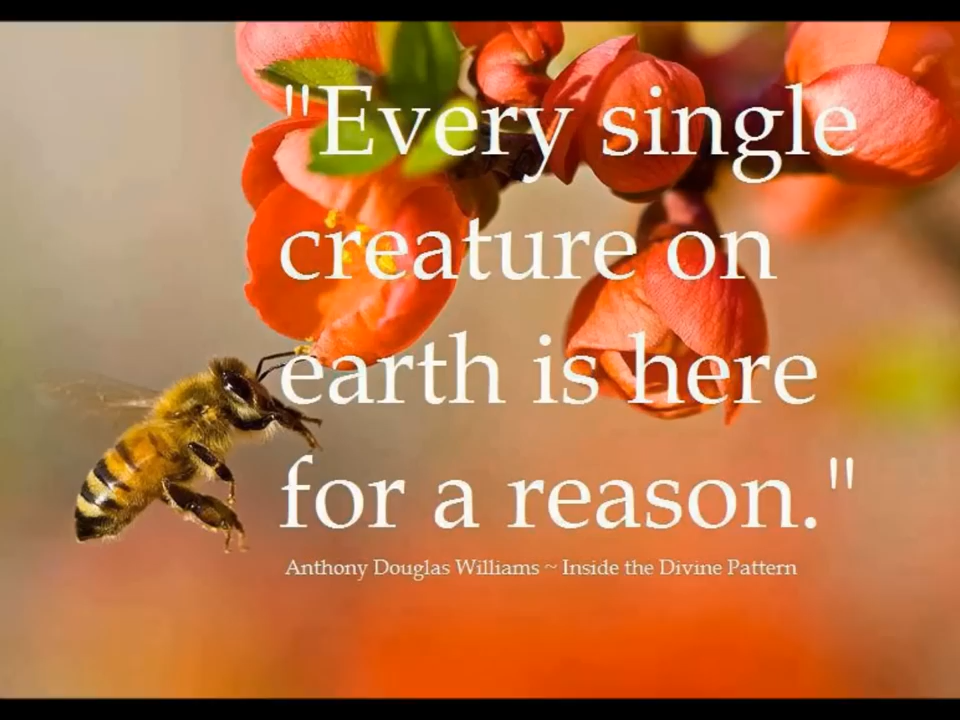 "Every single
creature on
earth is here
for a reason."
Anthony Douglas Williams ~ Inside the Divine Pattern